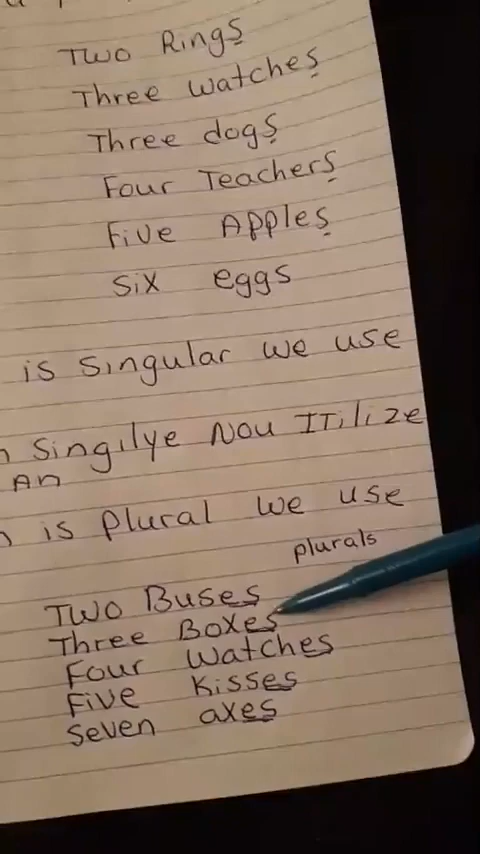 Two Rings
Three watches
Three dogs
Four Teachers
Five Apples
Six eggs
is singular we use
Singilye Nou ITilize
An
is plural we use
plurals
Two Buses
Three Boxes
Four Watches
Five Kisses
Seven axes